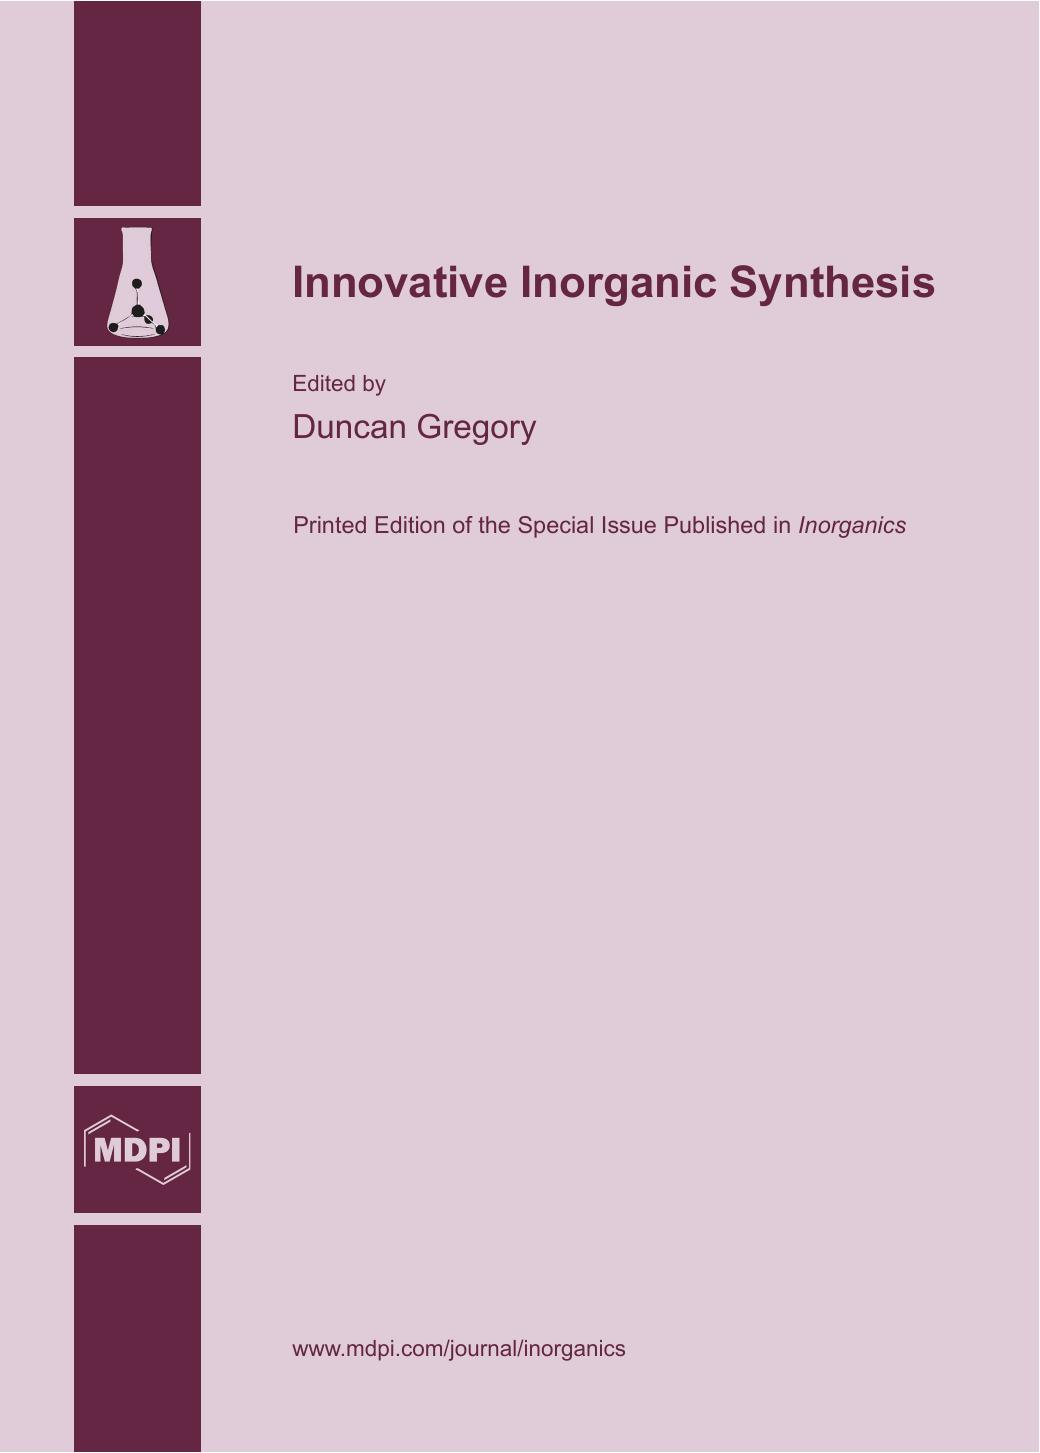 Innovative Inorganic Synthesis
Edited by
Duncan Gregory
Printed Edition of the Special Issue Published in Inorganics
MDPI
www.mdpi.com/journal/inorganics